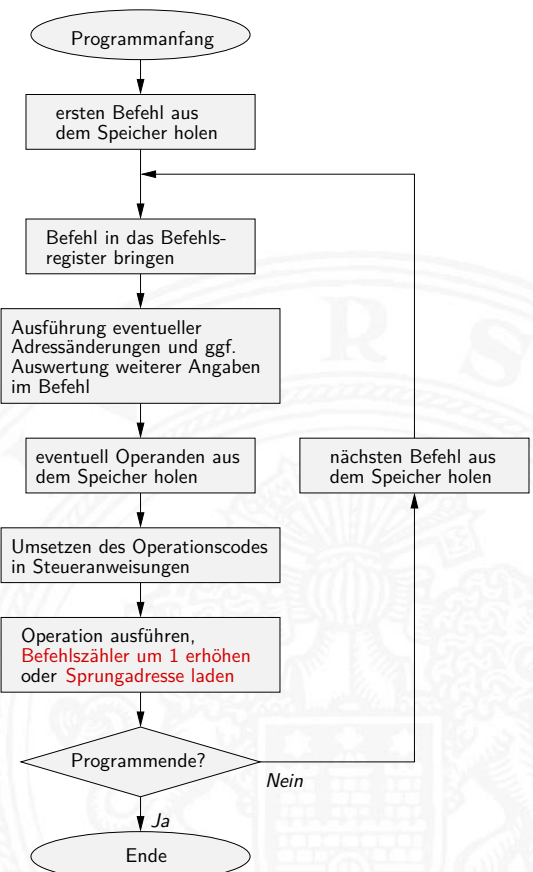 Programmanfang
ersten Befehl aus
dem Speicher holen
Befehl in das Befehls-
register bringen
Ausführung eventueller
Adressänderungen und ggf.
Auswertung weiterer Angaben
im Befehl
eventuell Operanden aus
dem Speicher holen
nächsten Befehl aus
dem Speicher holen
Umsetzen des Operationscodes
in Steueranweisungen
Operation ausführen,
Befehlszähler um 1 erhöhen
oder Sprungadresse laden
Programmende?
Nein
Ja
Ende
R S